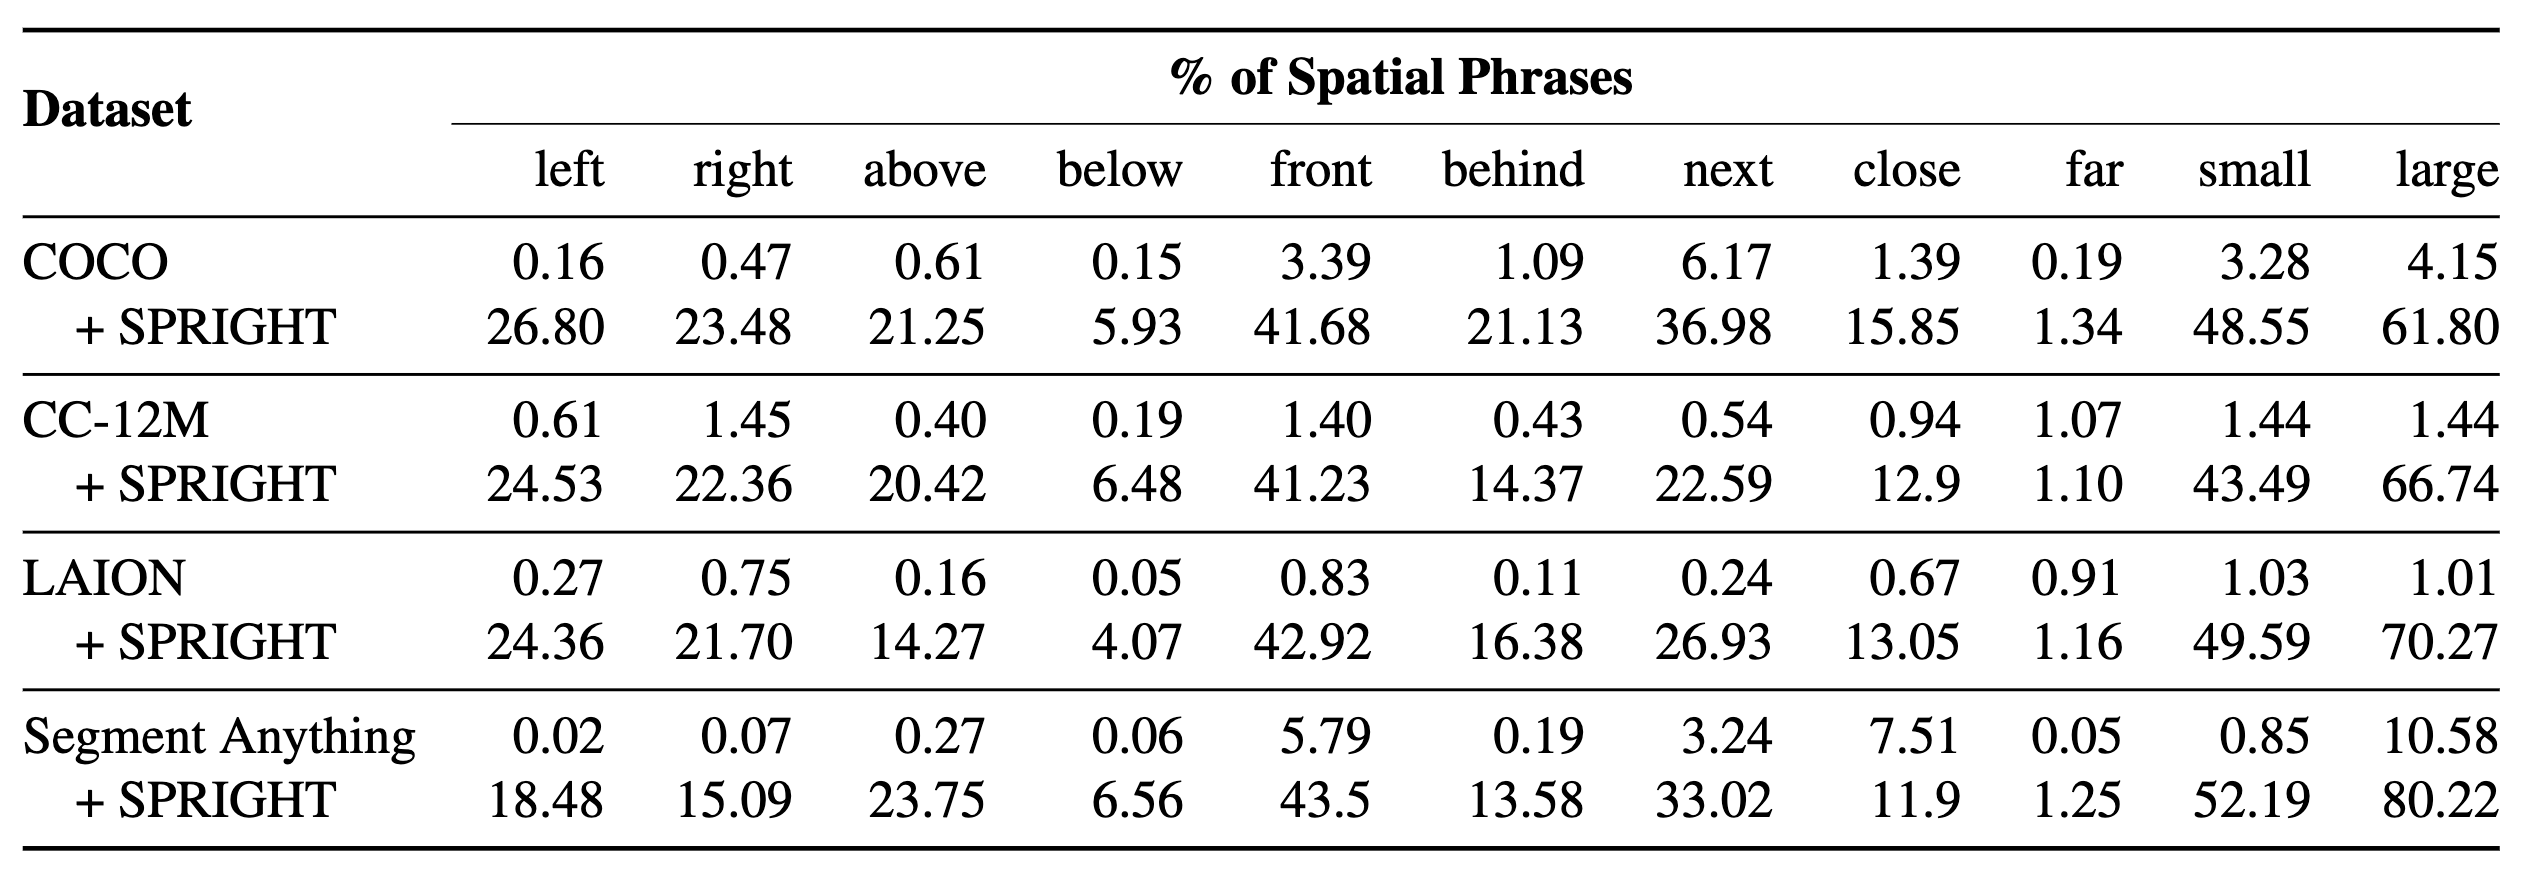 Dataset % of Spatial Phrases
left right above below front behind next close far small large
COCO 0.16 0.47 0.61 0.15 3.39 1.09 6.17 1.39 0.19 3.28 4.15
+ SPRIGHT 26.80 23.48 21.25 5.93 41.68 21.13 36.98 15.85 1.34 48.55 61.80
CC-12M 0.61 1.45 0.40 0.19 1.40 0.43 0.54 0.94 1.07 1.44 1.44
+ SPRIGHT 24.53 22.36 20.42 6.48 41.23 14.37 22.59 12.9 1.10 43.49 66.74
LAION 0.27 0.75 0.16 0.05 0.83 0.11 0.24 0.67 0.91 1.03 1.01
+ SPRIGHT 24.36 21.70 14.27 4.07 42.92 16.38 26.93 13.05 1.16 49.59 70.27
Segment Anything 0.02 0.07 0.27 0.06 5.79 0.19 3.24 7.51 0.05 0.85 10.58
+ SPRIGHT 18.48 15.09 23.75 6.56 43.5 13.58 33.02 11.9 1.25 52.19 80.22